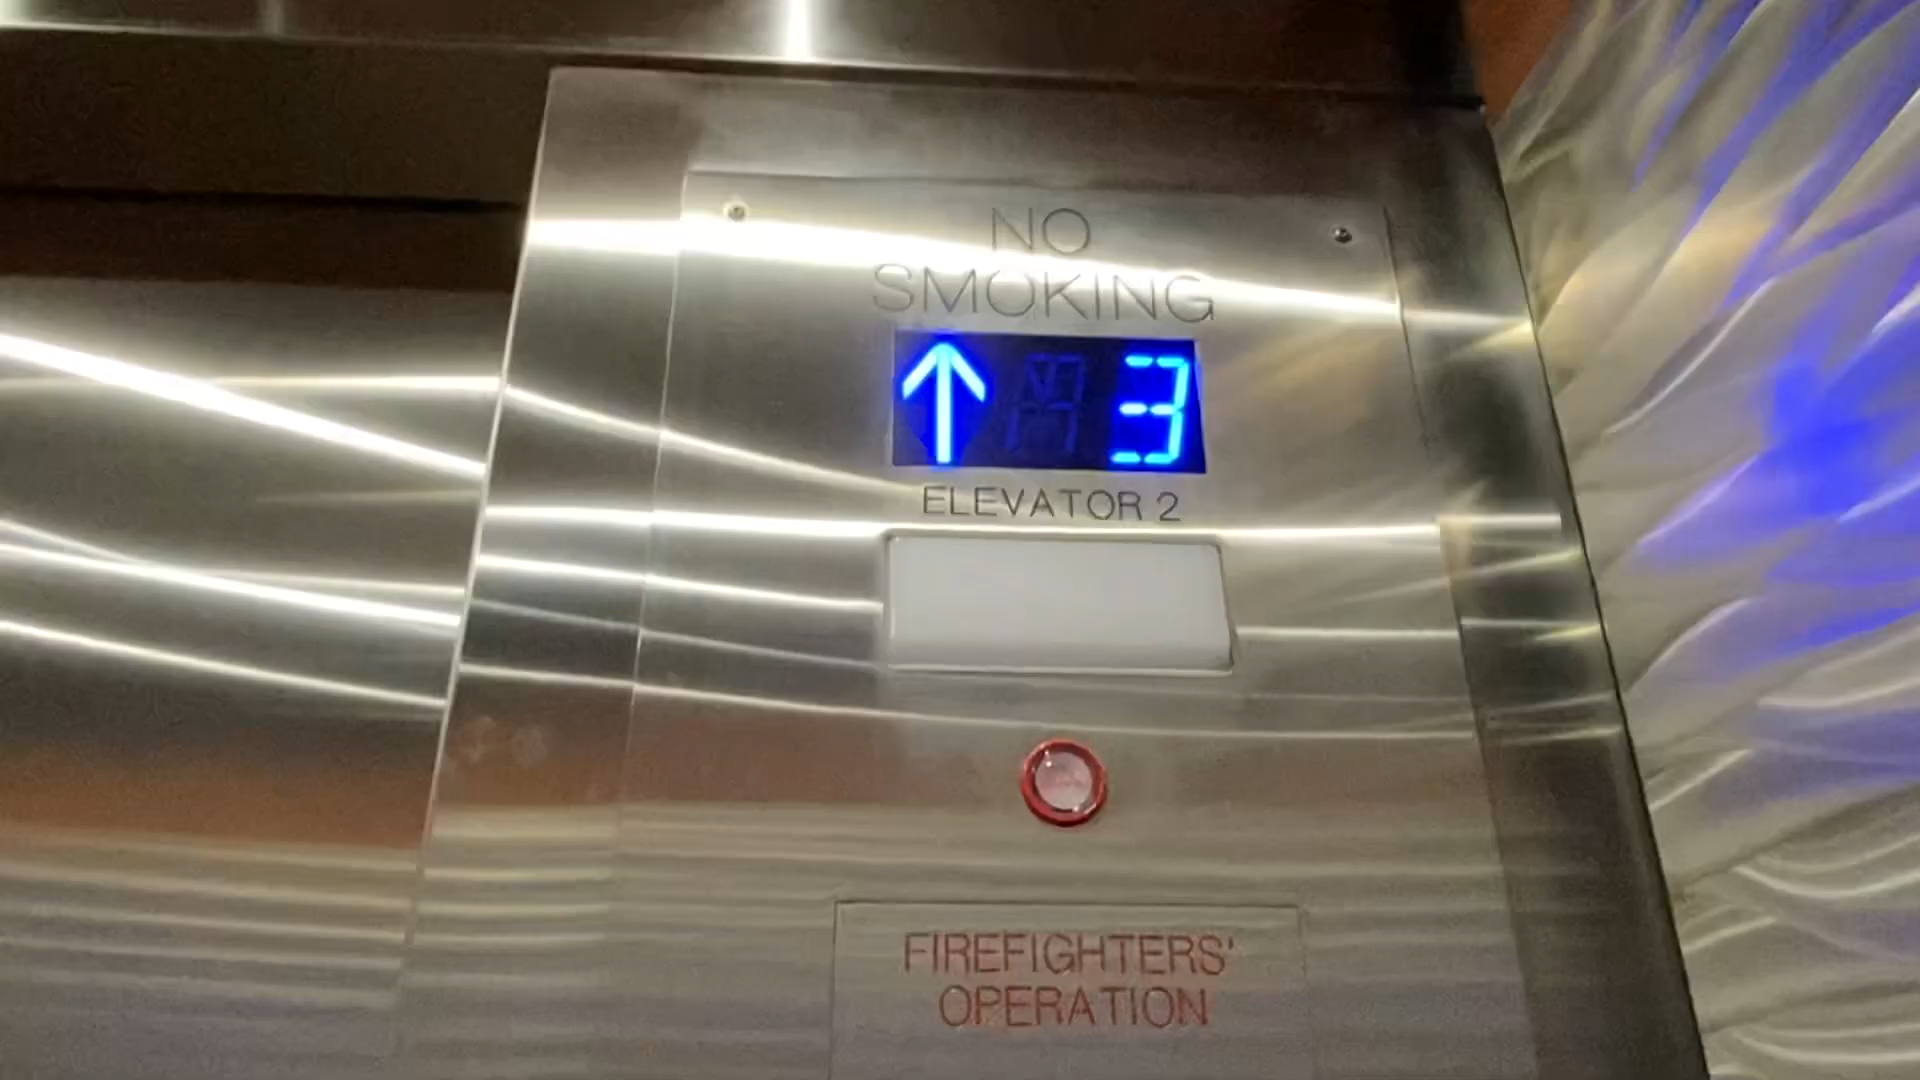 NO
SMOKING
↑ 3
ELEVATOR 2
FIREFIGHTERS'
OPERATION